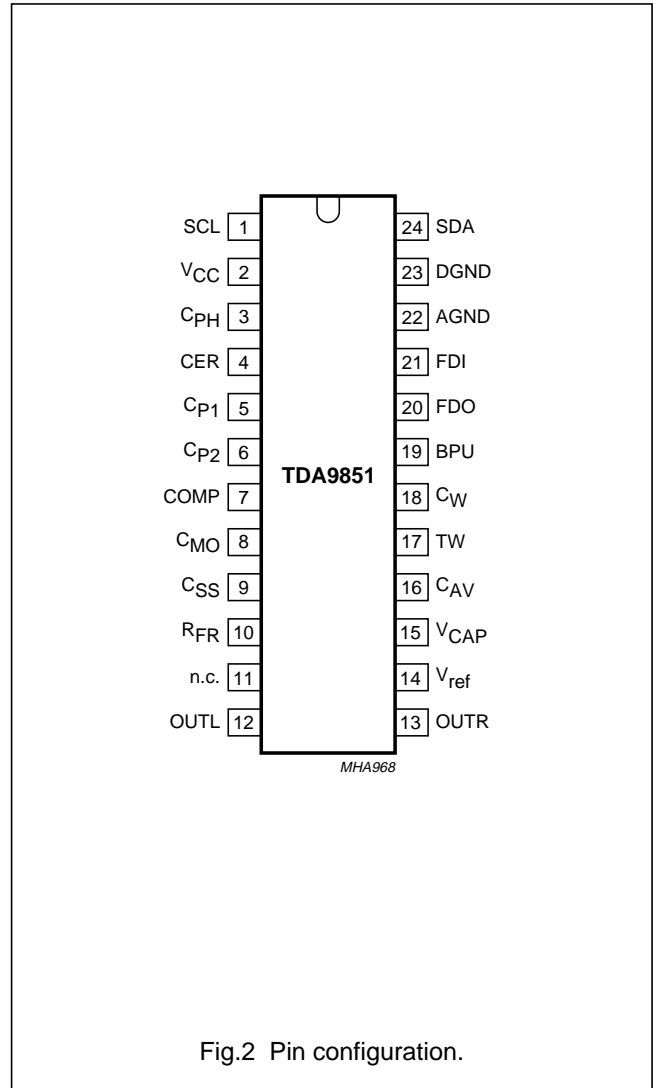 SCL 1 24 SDA
VCC 2 23 DGND
CPH 3 22 AGND
CER 4 21 FDI
CP1 5 20 FDO
CP2 6 19 BPU
TDA9851
COMP 7 18 CW
CMO 8 17 TW
CSS 9 16 CAV
RFR 10 15 VCAP
n.c. 11 14 Vref
OUTL 12 13 OUTR
MHA968
Fig.2 Pin configuration.